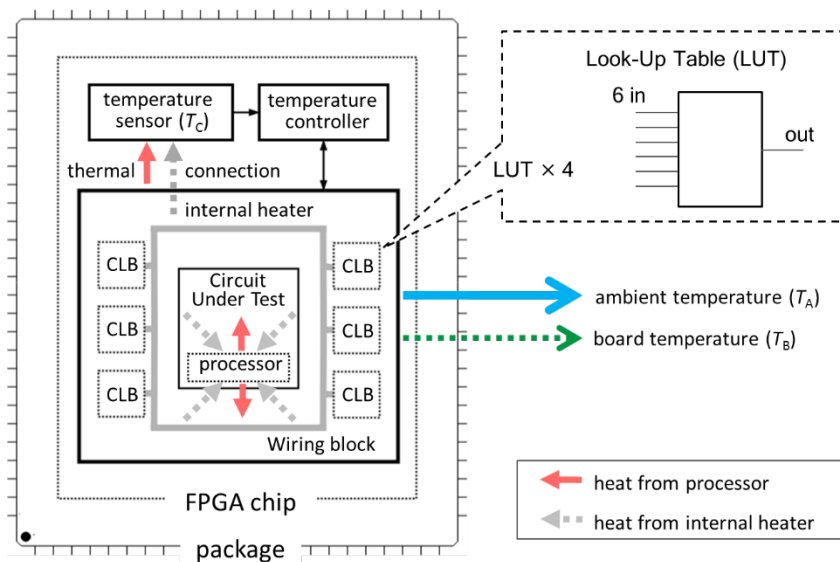 Look-Up Table (LUT)
6 in
out
LUT × 4
temperature
sensor (TC)
temperature
controller
thermal
connection
internal heater
CLB
CLB
CLB
CLB
CLB
CLB
Circuit
Under Test
processor
Wiring block
ambient temperature (TA)
board temperature (TB)
FPGA chip
package
heat from processor
heat from internal heater